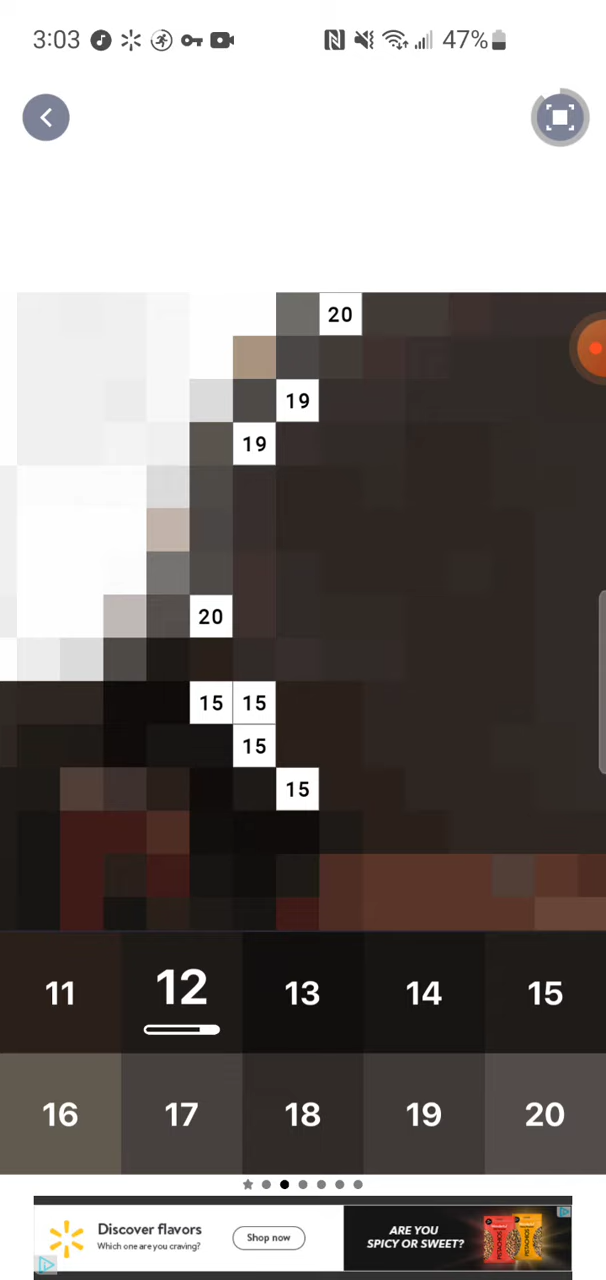 3:03 47%
20
19
19
20
15 15
15
15
11 12 13 14 15
16 17 18 19 20
Discover flavors
Which one are you craving?
Shop now
ARE YOU
SPICY OR SWEET?
PISTACHIOS